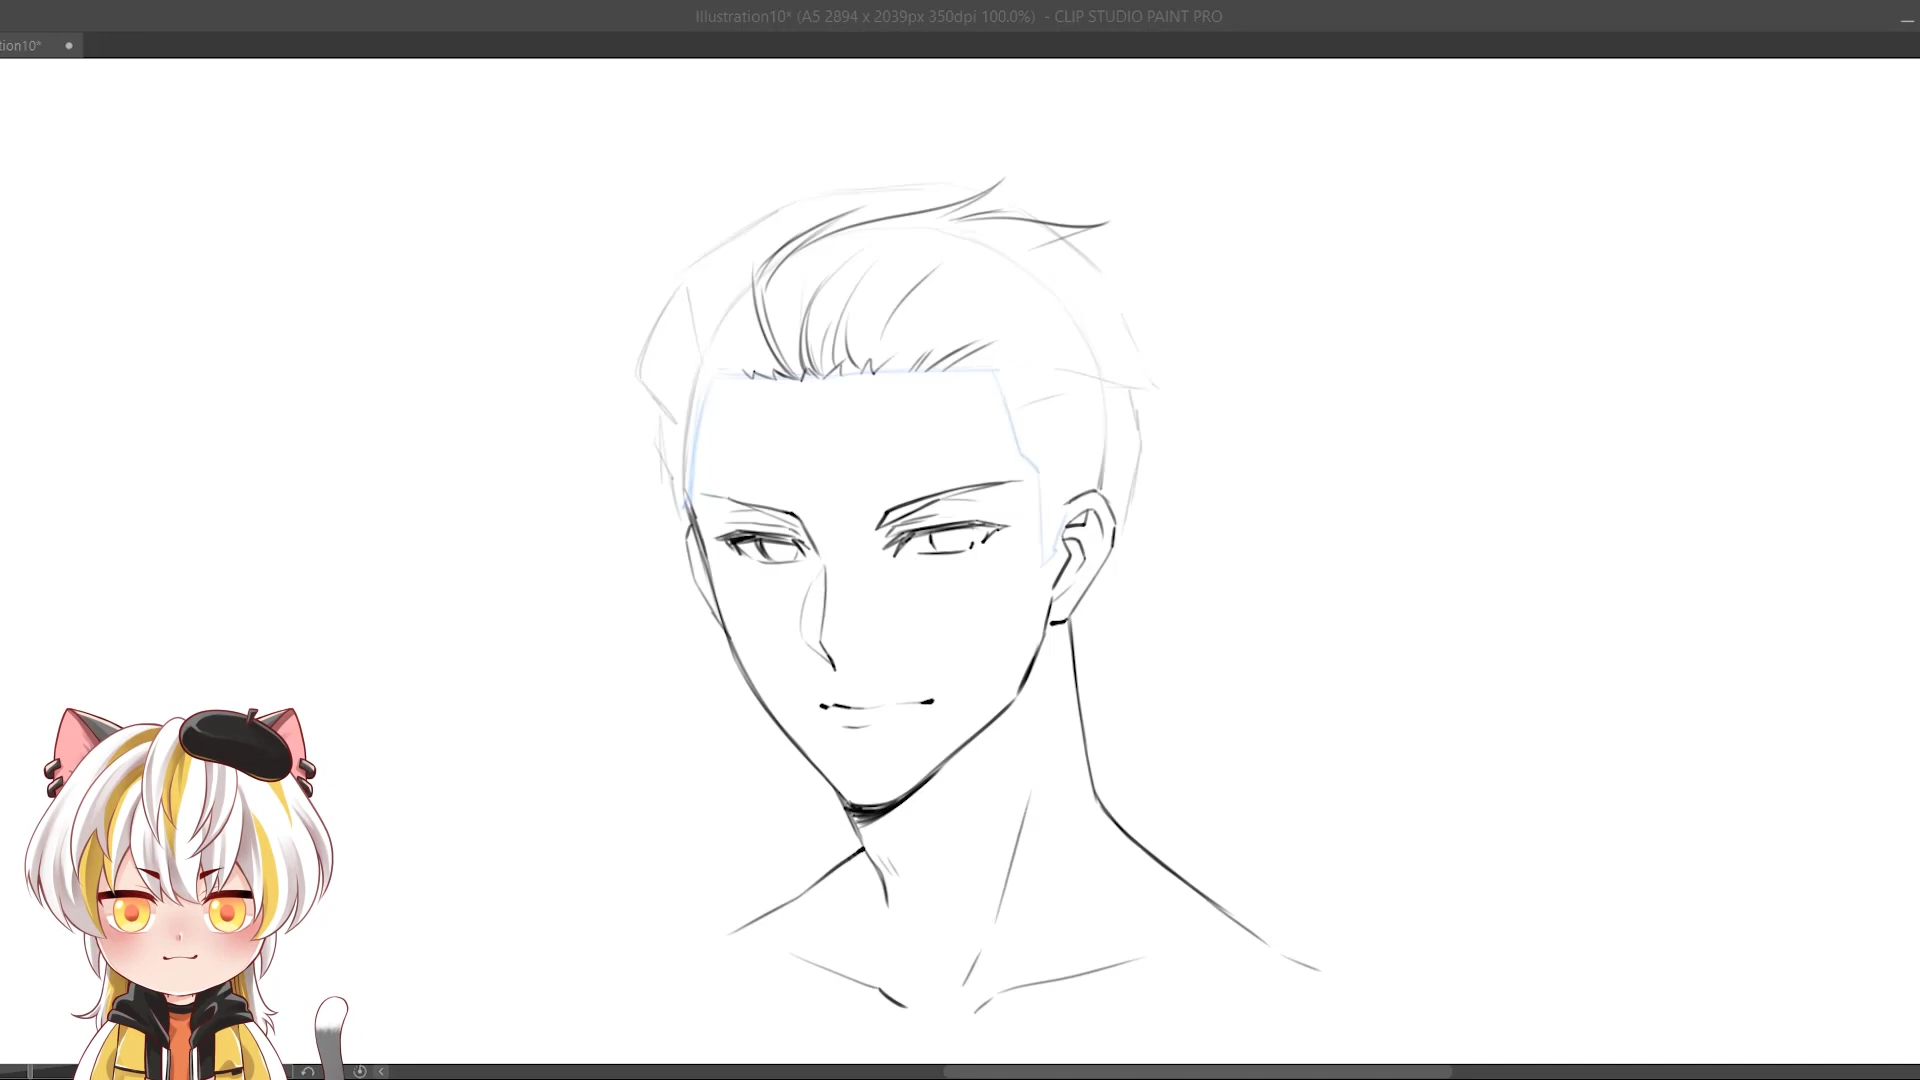 Illustration10* (A5 2894 x 2039px 350dpi 100.0%) - CLIP STUDIO PAINT PRO
tion10*